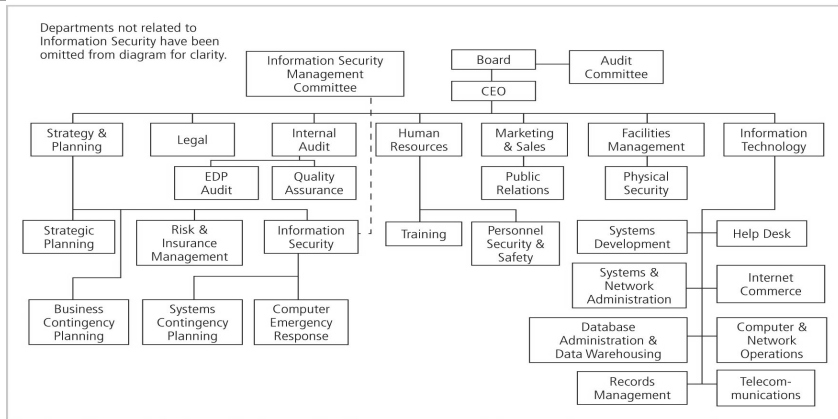 Departments not related to
Information Security have been
omitted from diagram for clarity.
Information Security
Management
Committee
Board
Audit
Committee
CEO
Strategy &
Planning
Legal
Internal
Audit
Human
Resources
Marketing
& Sales
Facilities
Management
Information
Technology
EDP
Audit
Quality
Assurance
Public
Relations
Physical
Security
Strategic
Planning
Risk &
Insurance
Management
Information
Security
Training
Personnel
Security &
Safety
Systems
Development
Help Desk
Systems &
Network
Administration
Internet
Commerce
Business
Contingency
Planning
Systems
Contingency
Planning
Computer
Emergency
Response
Database
Administration &
Data Warehousing
Computer &
Network
Operations
Records
Management
Telecom-
munications